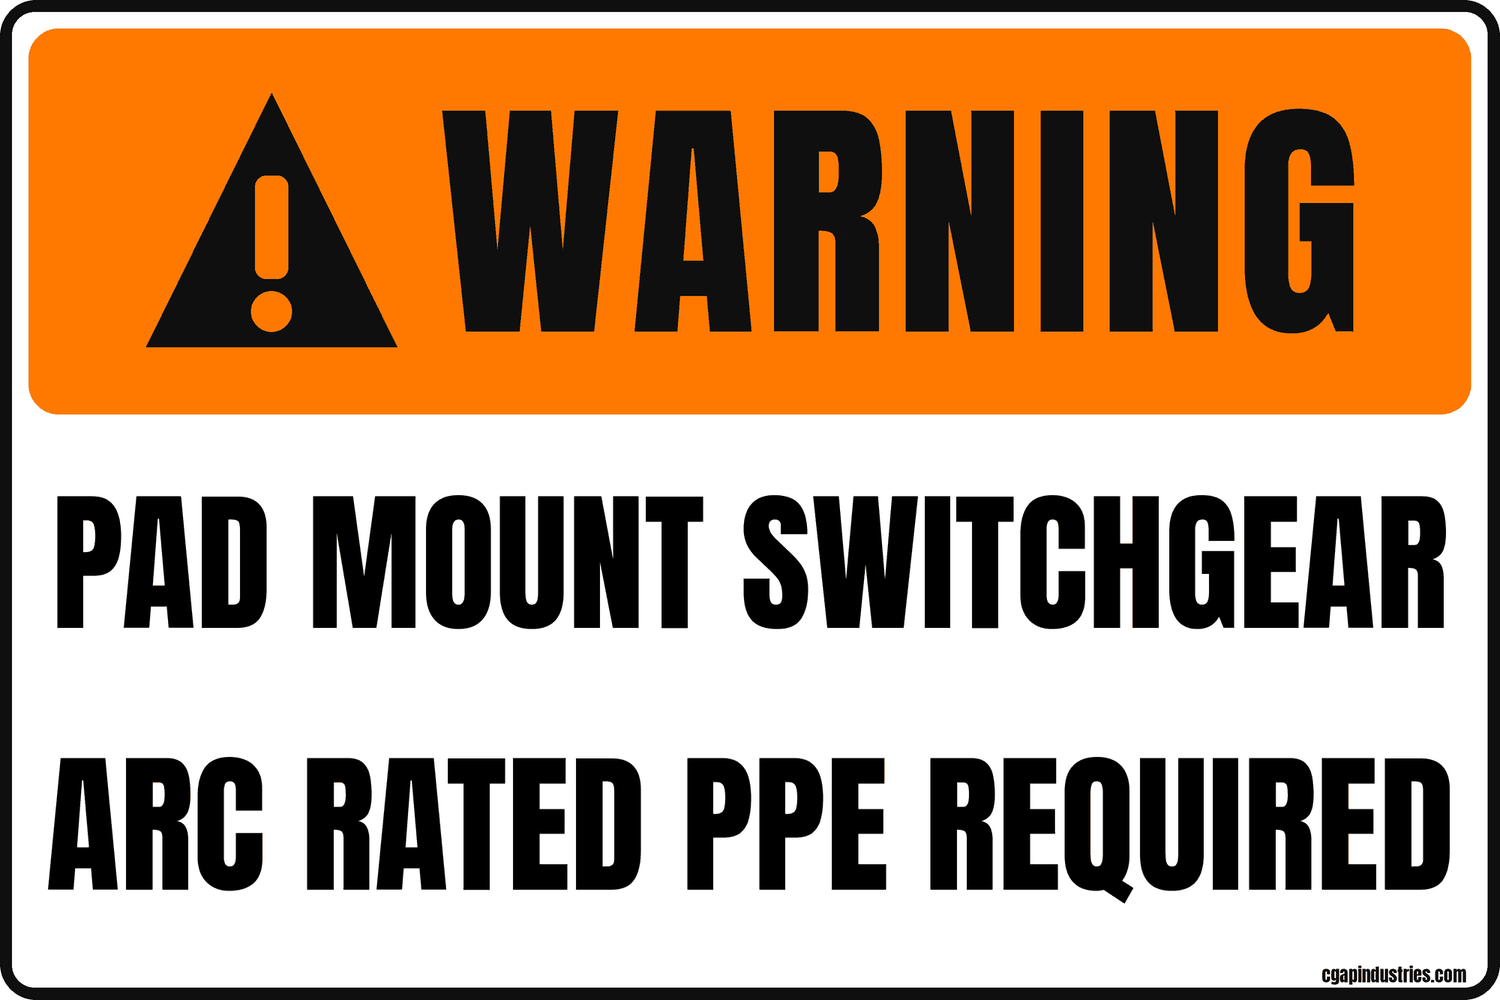 WARNING
PAD MOUNT SWITCHGEAR
ARC RATED PPE REQUIRED
cgapindustries.com